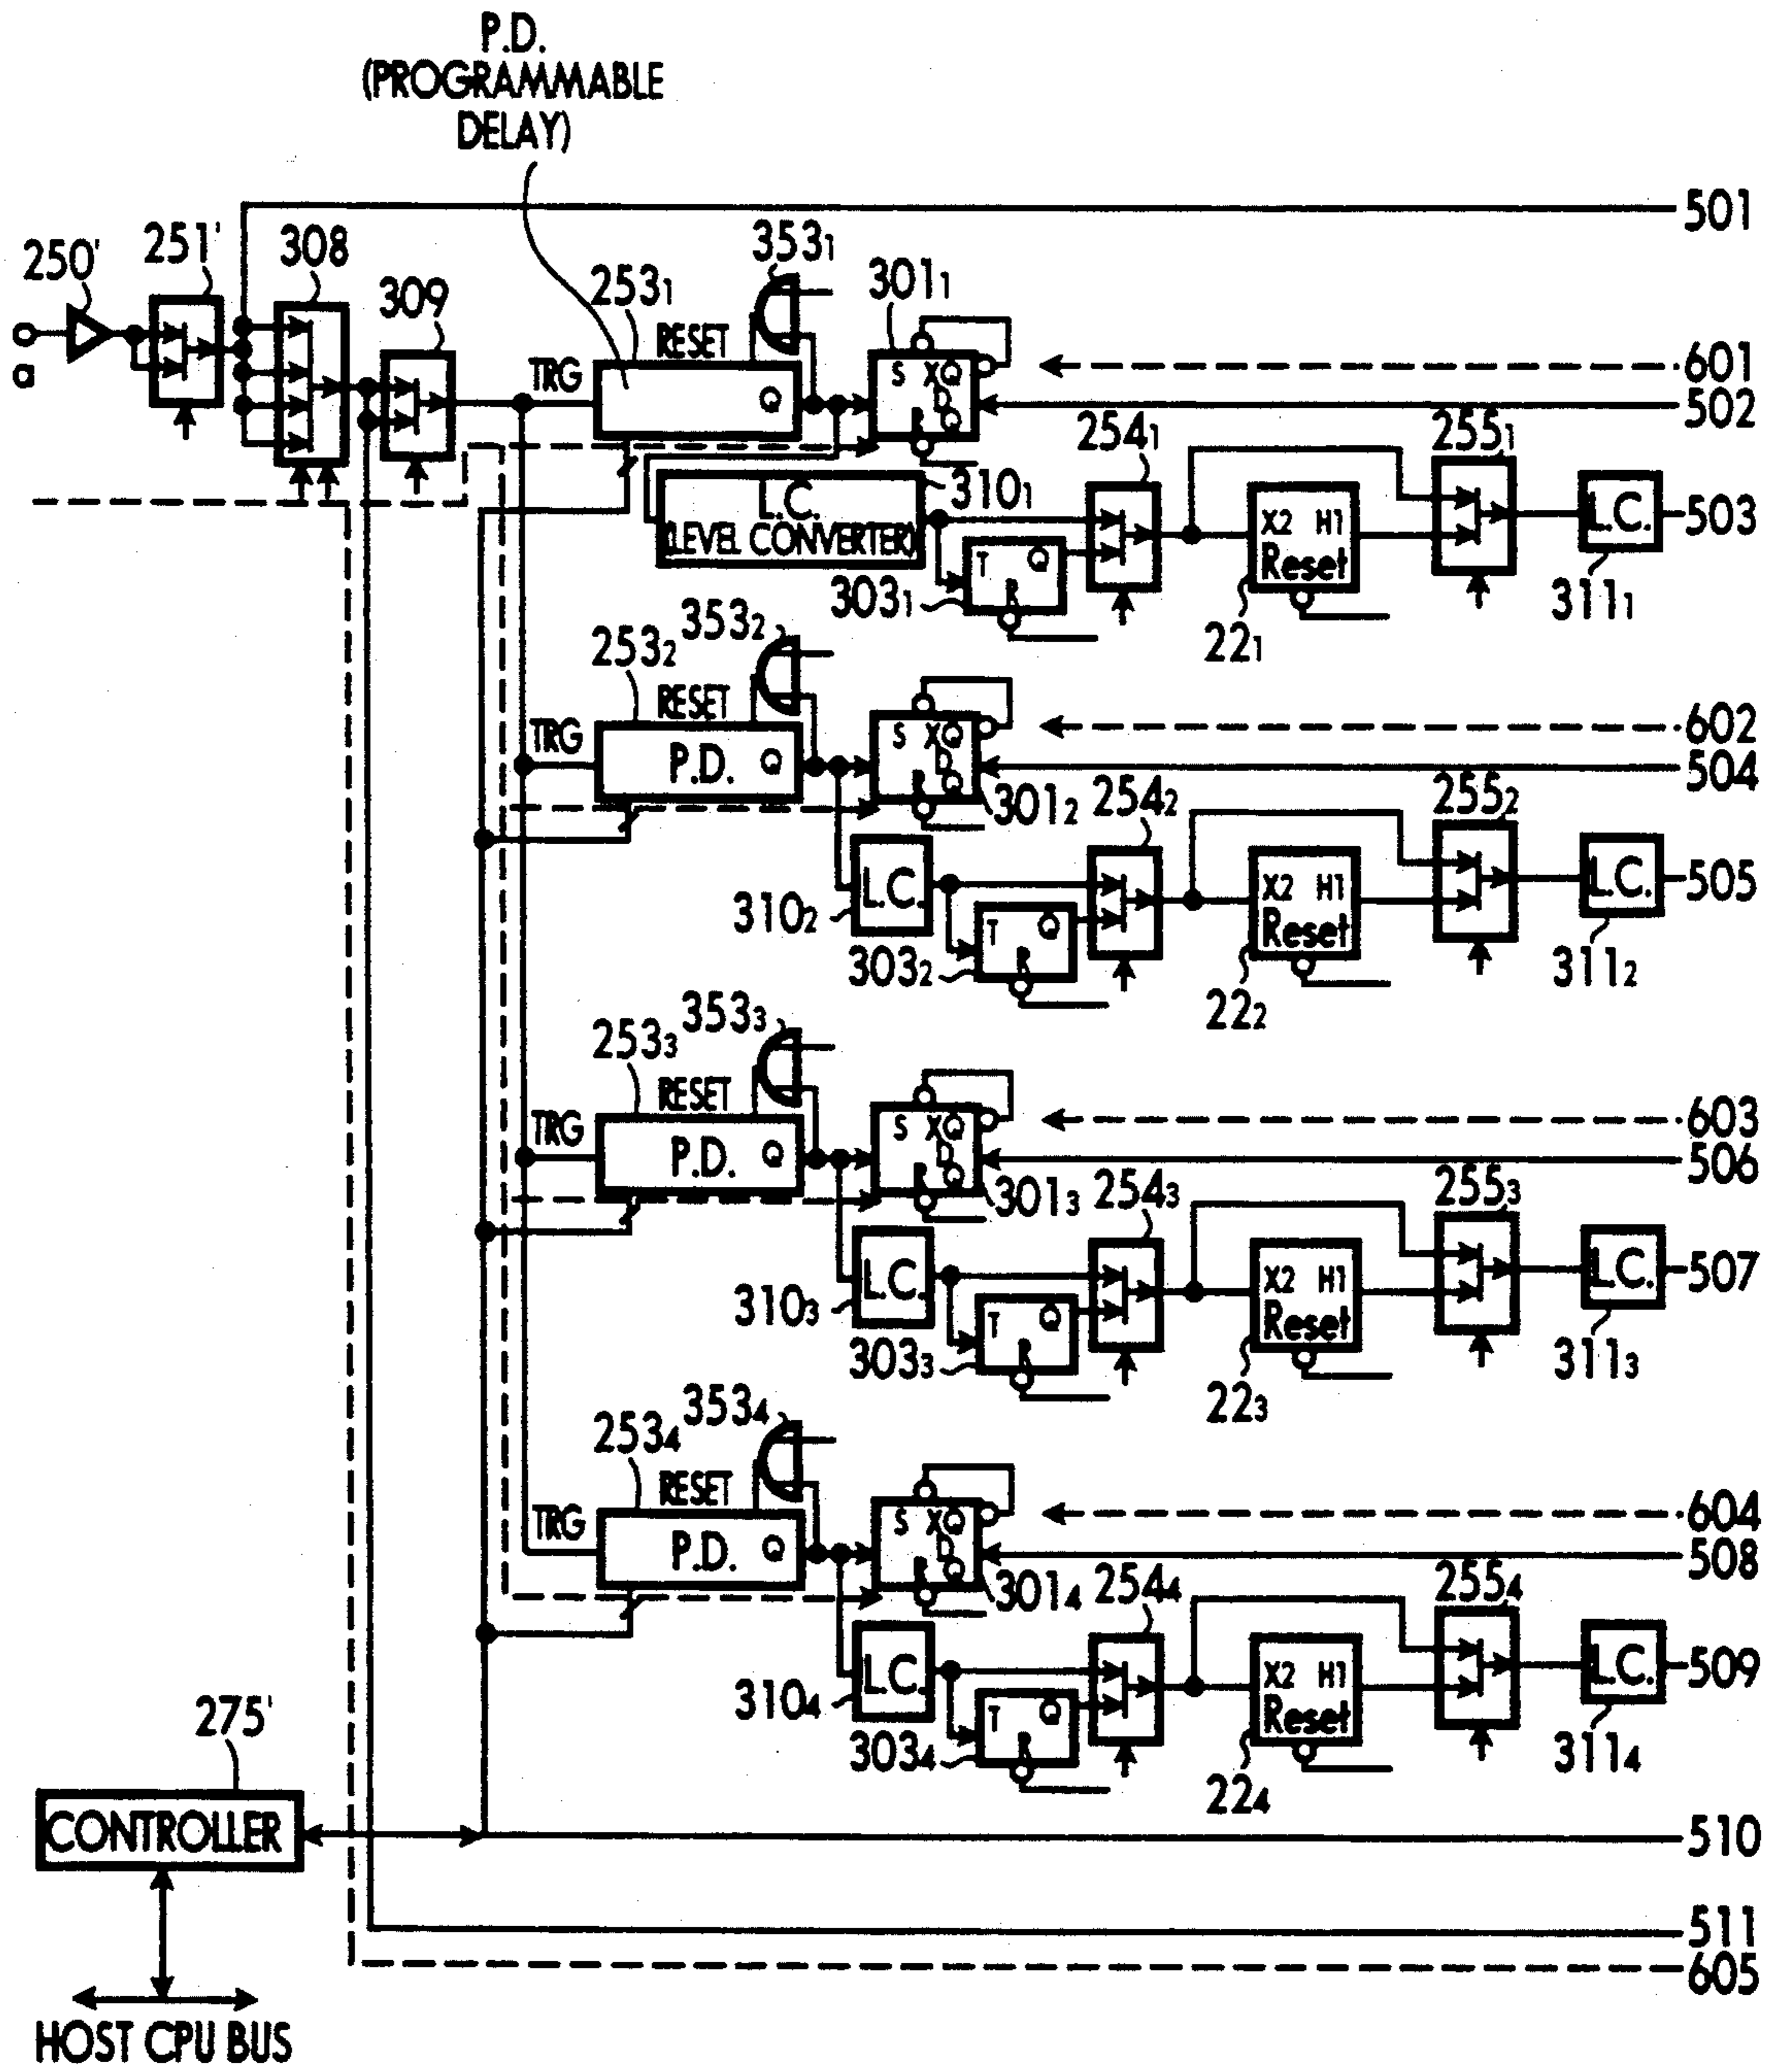 P.D.
(PROGRAMMABLE
DELAY)
501
250' 251' 308 309 253₁ 353₁ 301₁
a
TRG RESET Q S XQ D R Q 601
502
254₁ 255₁
L.C.
(LEVEL CONVERTER)
310₁
T Q R
303₁
X2 H1
Reset
22₁
L.C. 503
311₁
253₂ 353₂
TRG RESET P.D. Q S XQ D R Q 602
504
301₂ 254₂ 255₂
L.C.
310₂
T Q R
303₂
X2 H1
Reset
22₂
L.C. 505
311₂
253₃ 353₃
TRG RESET P.D. Q S XQ D R Q 603
506
301₃ 254₃ 255₃
L.C.
310₃
T Q R
303₃
X2 H1
Reset
22₃
L.C. 507
311₃
253₄ 353₄
TRG RESET P.D. Q S XQ D R Q 604
508
301₄ 254₄ 255₄
L.C.
310₄
T Q R
303₄
X2 H1
Reset
22₄
L.C. 509
311₄
275'
CONTROLLER
510
511
605
HOST CPU BUS